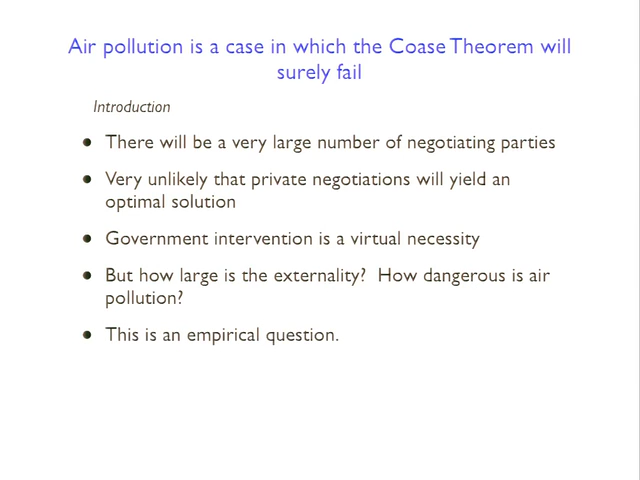 Air pollution is a case in which the Coase Theorem will
surely fail
Introduction
There will be a very large number of negotiating parties
Very unlikely that private negotiations will yield an
optimal solution
Government intervention is a virtual necessity
But how large is the externality? How dangerous is air
pollution?
This is an empirical question.